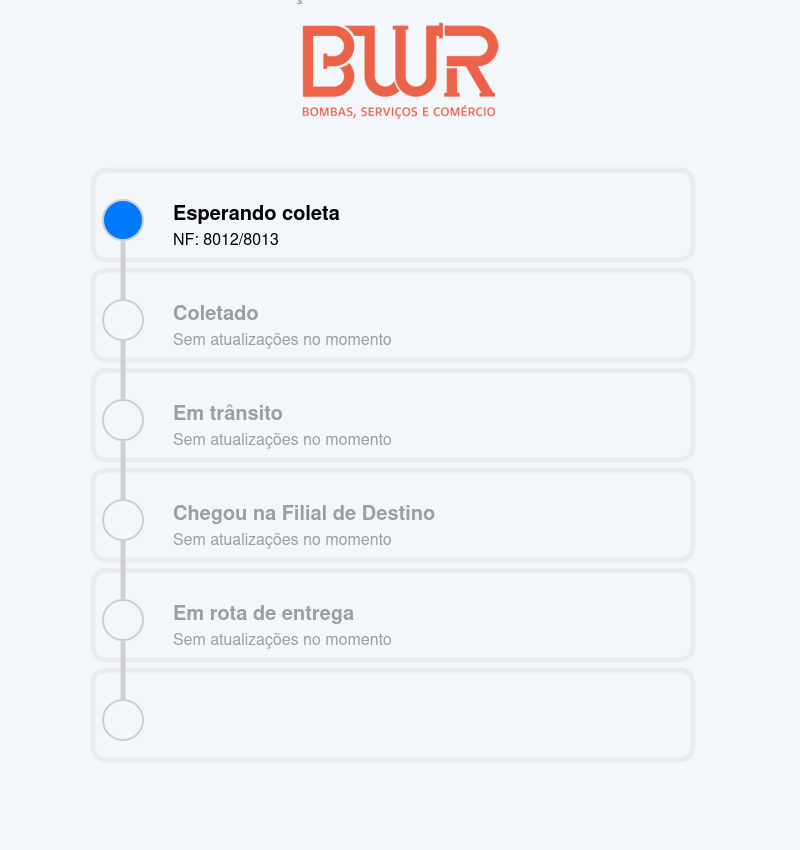 BWR
BOMBAS, SERVIÇOS E COMÉRCIO
Esperando coleta
NF: 8012/8013
Coletado
Sem atualizações no momento
Em trânsito
Sem atualizações no momento
Chegou na Filial de Destino
Sem atualizações no momento
Em rota de entrega
Sem atualizações no momento